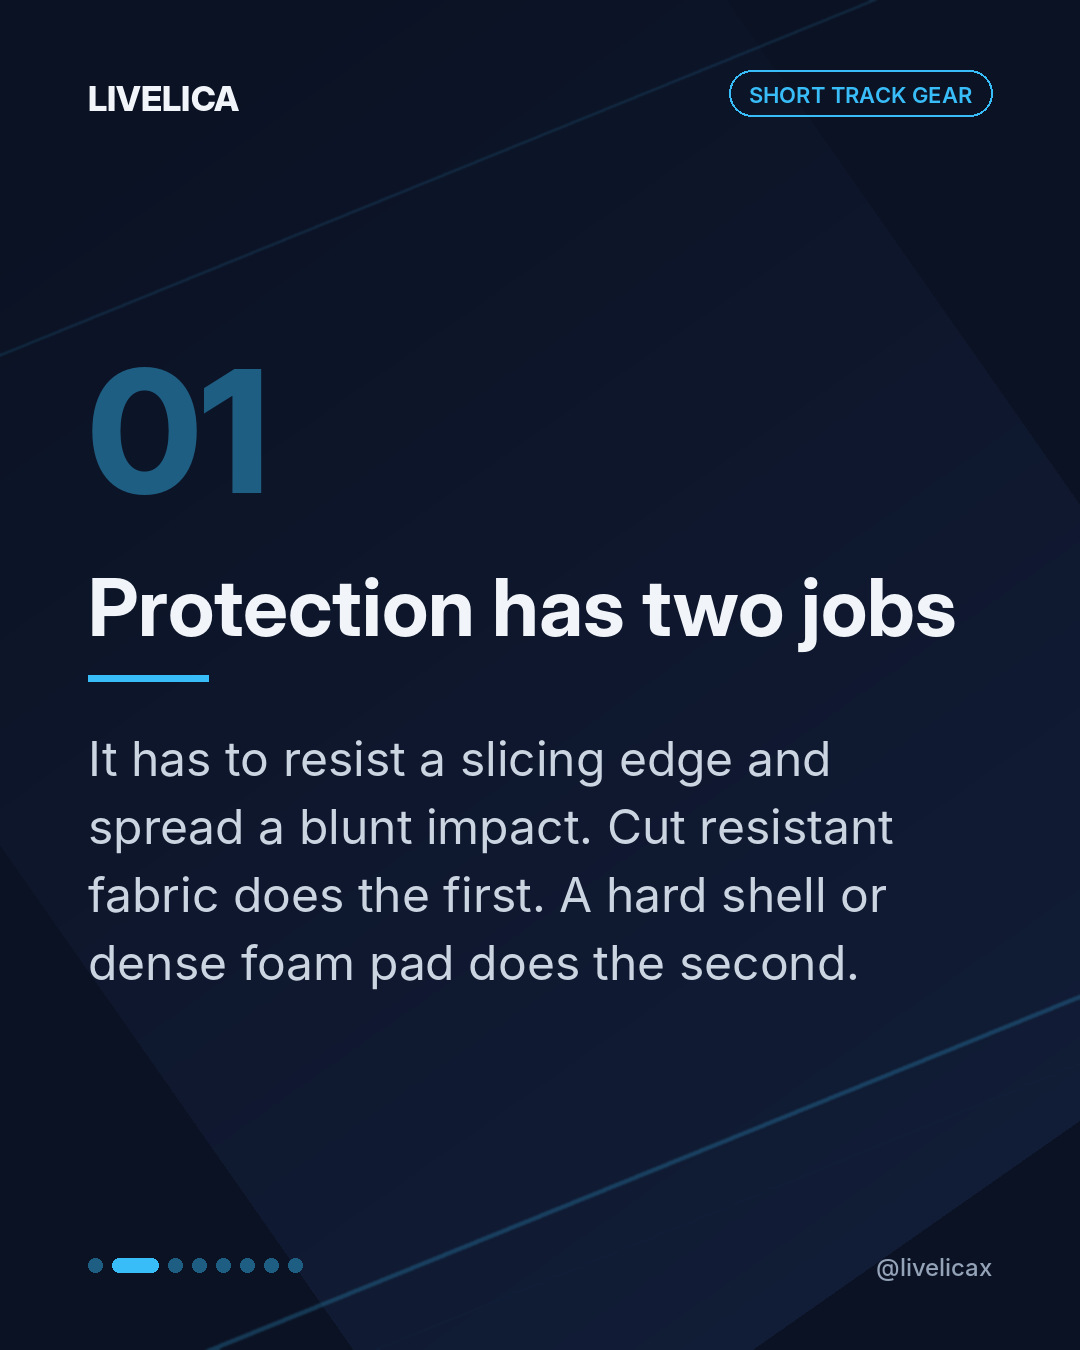 LIVELICA
SHORT TRACK GEAR
01
Protection has two jobs
It has to resist a slicing edge and
spread a blunt impact. Cut resistant
fabric does the first. A hard shell or
dense foam pad does the second.
@livelicax